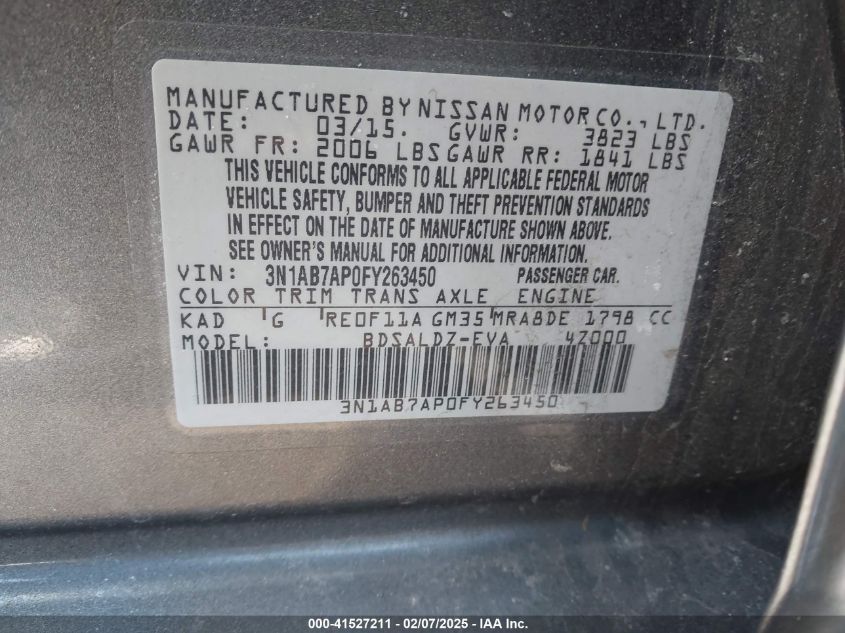 MANUFACTURED BY NISSAN MOTOR CO., LTD.
DATE: 03/15. GVWR: 3823 LBS
GAWR FR: 2006 LBS GAWR RR: 1841 LBS
THIS VEHICLE CONFORMS TO ALL APPLICABLE FEDERAL MOTOR
VEHICLE SAFETY, BUMPER AND THEFT PREVENTION STANDARDS
IN EFFECT ON THE DATE OF MANUFACTURE SHOWN ABOVE.
SEE OWNER'S MANUAL FOR ADDITIONAL INFORMATION.
VIN: 3N1AB7AP0FY263450 PASSENGER CAR.
COLOR TRIM TRANS AXLE ENGINE
KAD G RE0F11A GM35 MRA8DE 1798 CC
MODEL: BDSALDZ-EVA 4Z000
3N1AB7AP0FY263450
000-41527211 - 02/07/2025 - IAA Inc.